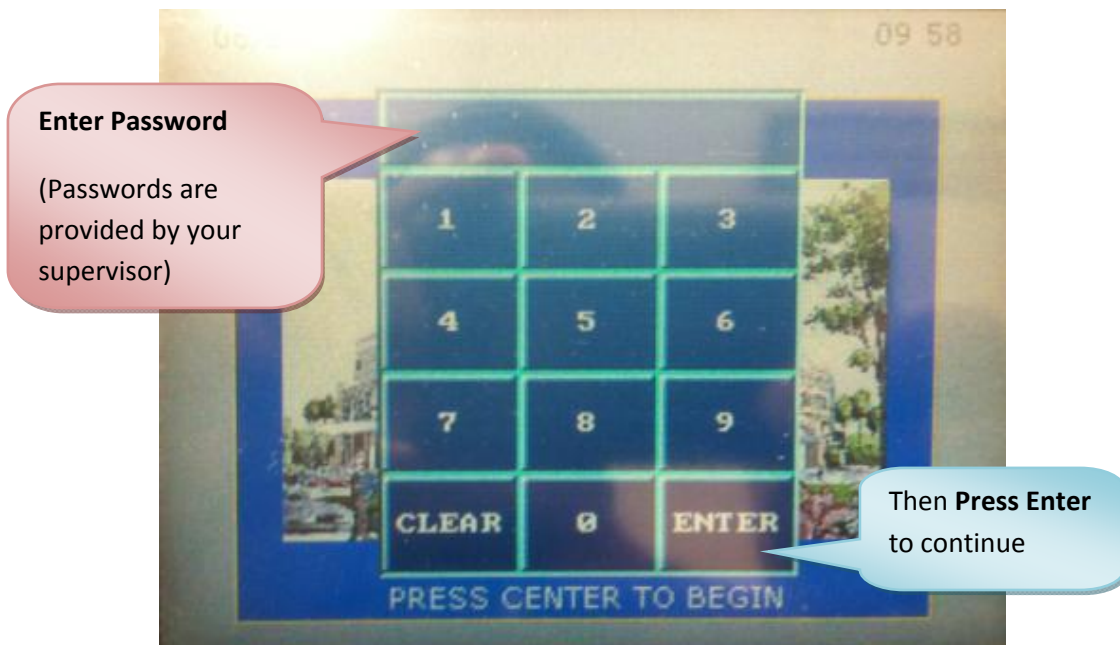 09 58
Enter Password
(Passwords are
provided by your
supervisor)
1 2 3
4 5 6
7 8 9
CLEAR 0 ENTER
Then Press Enter
to continue
PRESS CENTER TO BEGIN